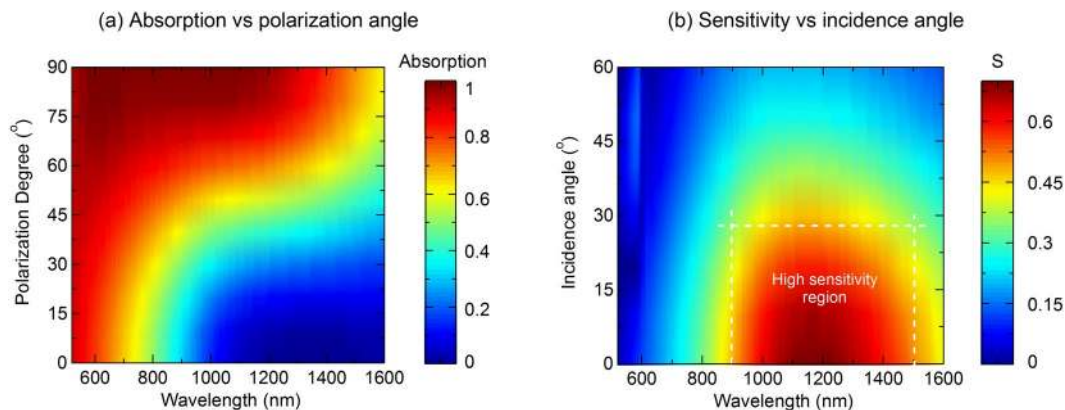 (a) Absorption vs polarization angle
Absorption
90
75
60
45
30
15
0
Polarization Degree (°)
600 800 1000 1200 1400 1600
Wavelength (nm)
1
0.8
0.6
0.4
0.2
0
(b) Sensitivity vs incidence angle
S
60
45
30
15
0
Incidence angle (°)
High sensitivity
region
600 800 1000 1200 1400 1600
Wavelength (nm)
0.6
0.45
0.3
0.15
0